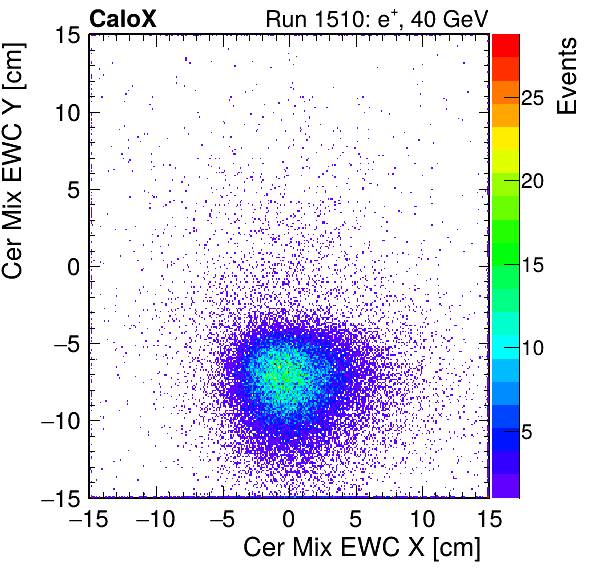 CaloX Run 1510: e+, 40 GeV
Cer Mix EWC Y [cm]
15
10
5
0
−5
−10
−15
−15 −10 −5 0 5 10 15
Cer Mix EWC X [cm]
Events
25
20
15
10
5